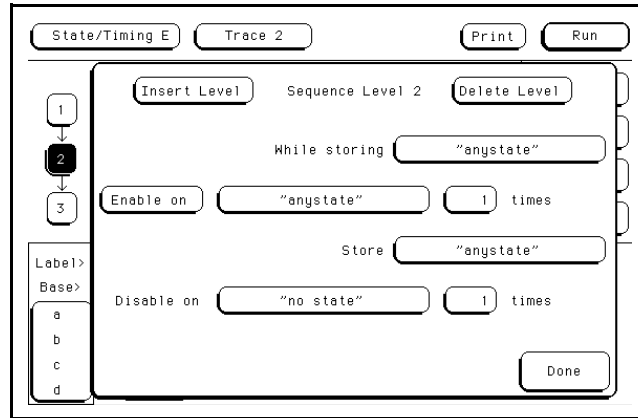 State/Timing E Trace 2 Print Run
Insert Level Sequence Level 2 Delete Level
1
While storing "anystate"
2
Enable on "anystate" 1 times
3
Store "anystate"
Label>
Base>
Disable on "no state" 1 times
a
b
c
Done
d